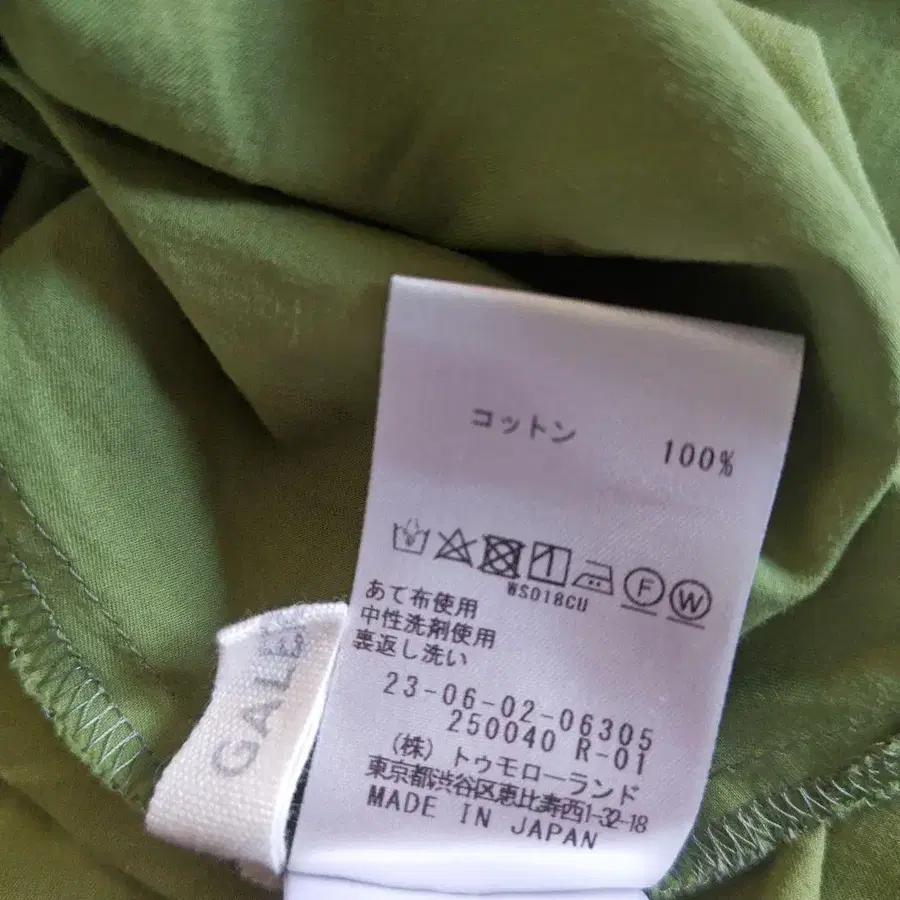 コットン 100%
WS018CU
F W
あて布使用
中性洗剤使用
裏返し洗い
23-06-02-06305
250040 R-01
(株)トゥモローランド
東京都渋谷区恵比寿西1-32-18
MADE IN JAPAN